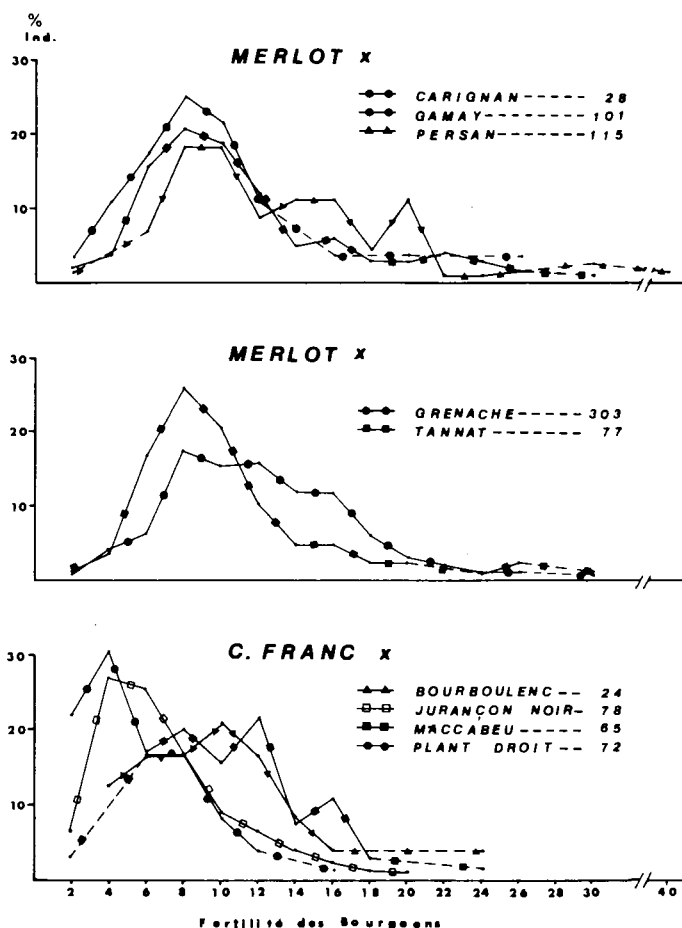 %
Ind.
MERLOT x
30
CARIGNAN----- 28
GAMAY------- 101
PERSAN------ 115
20
10
MERLOT x
30
GRENACHE----- 303
TANNAT ------- 77
20
10
C. FRANC x
30
BOURBOULENC-- 24
JURANÇON NOIR- 78
MACCABEU----- 65
PLANT DROIT-- 72
20
10
2 4 6 8 10 12 14 16 18 20 22 24 26 30 40
Fertilité des Bourgeons